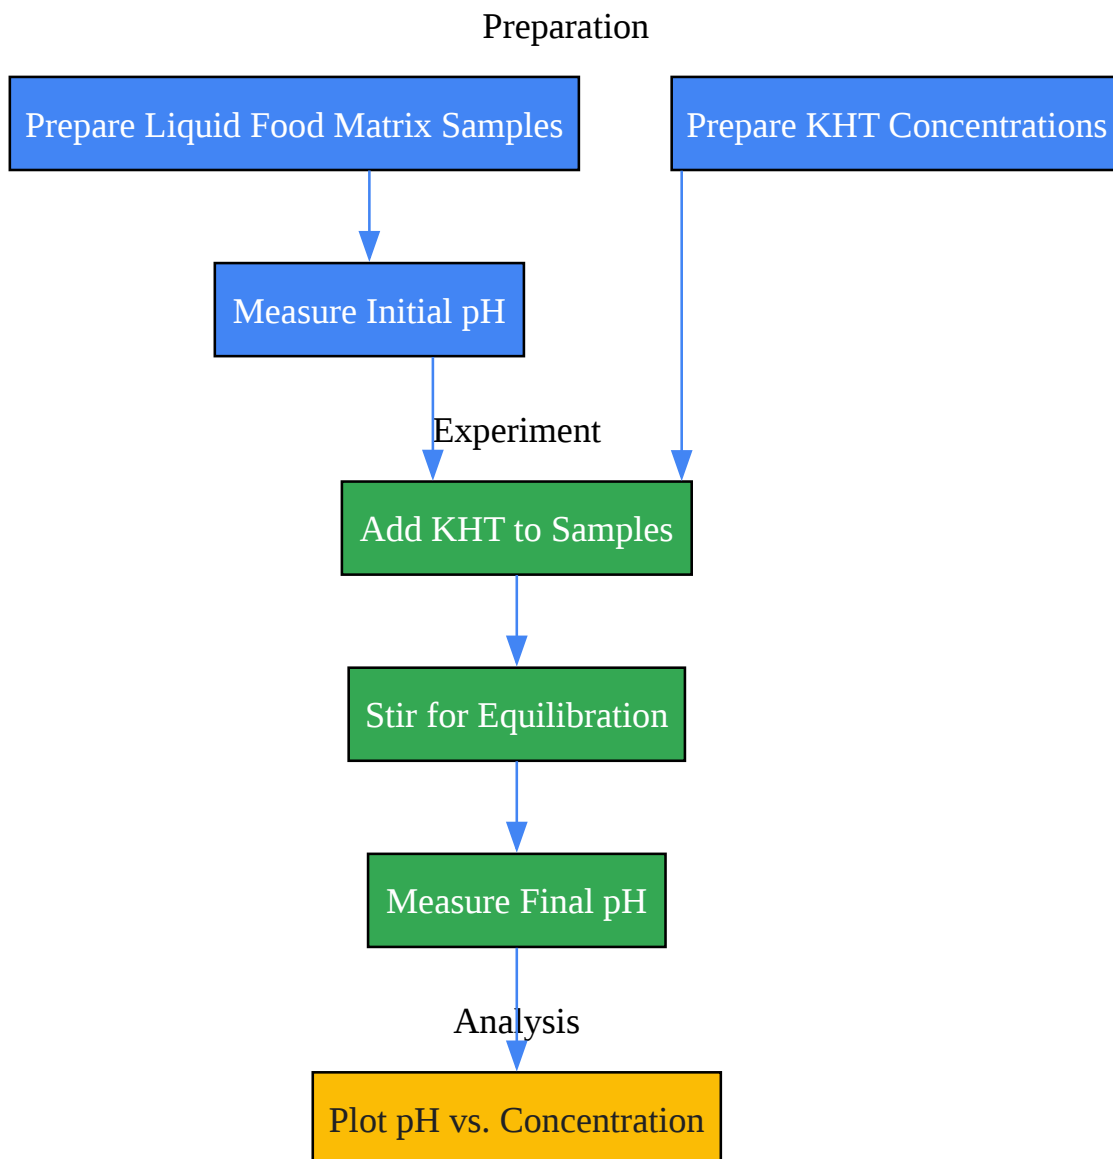 Preparation
Prepare Liquid Food Matrix Samples
Prepare KHT Concentrations
Measure Initial pH
Experiment
Add KHT to Samples
Stir for Equilibration
Measure Final pH
Analysis
Plot pH vs. Concentration